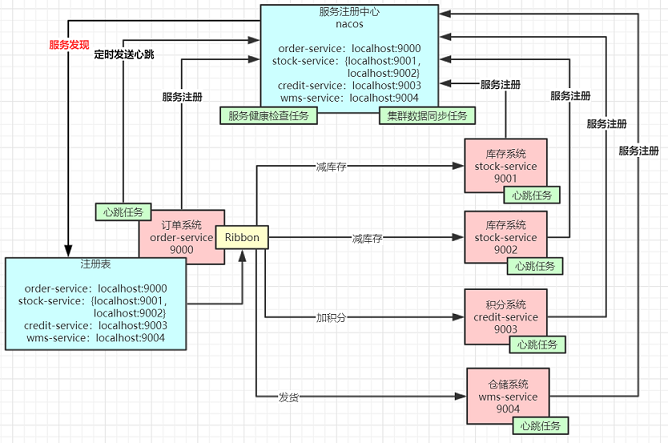 服务注册中心
nacos
order-service：localhost:9000
stock-service：{localhost:9001,
localhost:9002}
credit-service：localhost:9003
wms-service：localhost:9004
服务健康检查任务
集群数据同步任务
服务发现
定时发送心跳
服务注册
服务注册
服务注册
服务注册
服务注册
库存系统
stock-service
9001
心跳任务
减库存
心跳任务
订单系统
order-service
9000
Ribbon
减库存
库存系统
stock-service
9002
心跳任务
注册表
order-service：localhost:9000
stock-service：{localhost:9001,
localhost:9002}
credit-service：localhost:9003
wms-service：localhost:9004
加积分
积分系统
credit-service
9003
心跳任务
发货
仓储系统
wms-service
9004
心跳任务